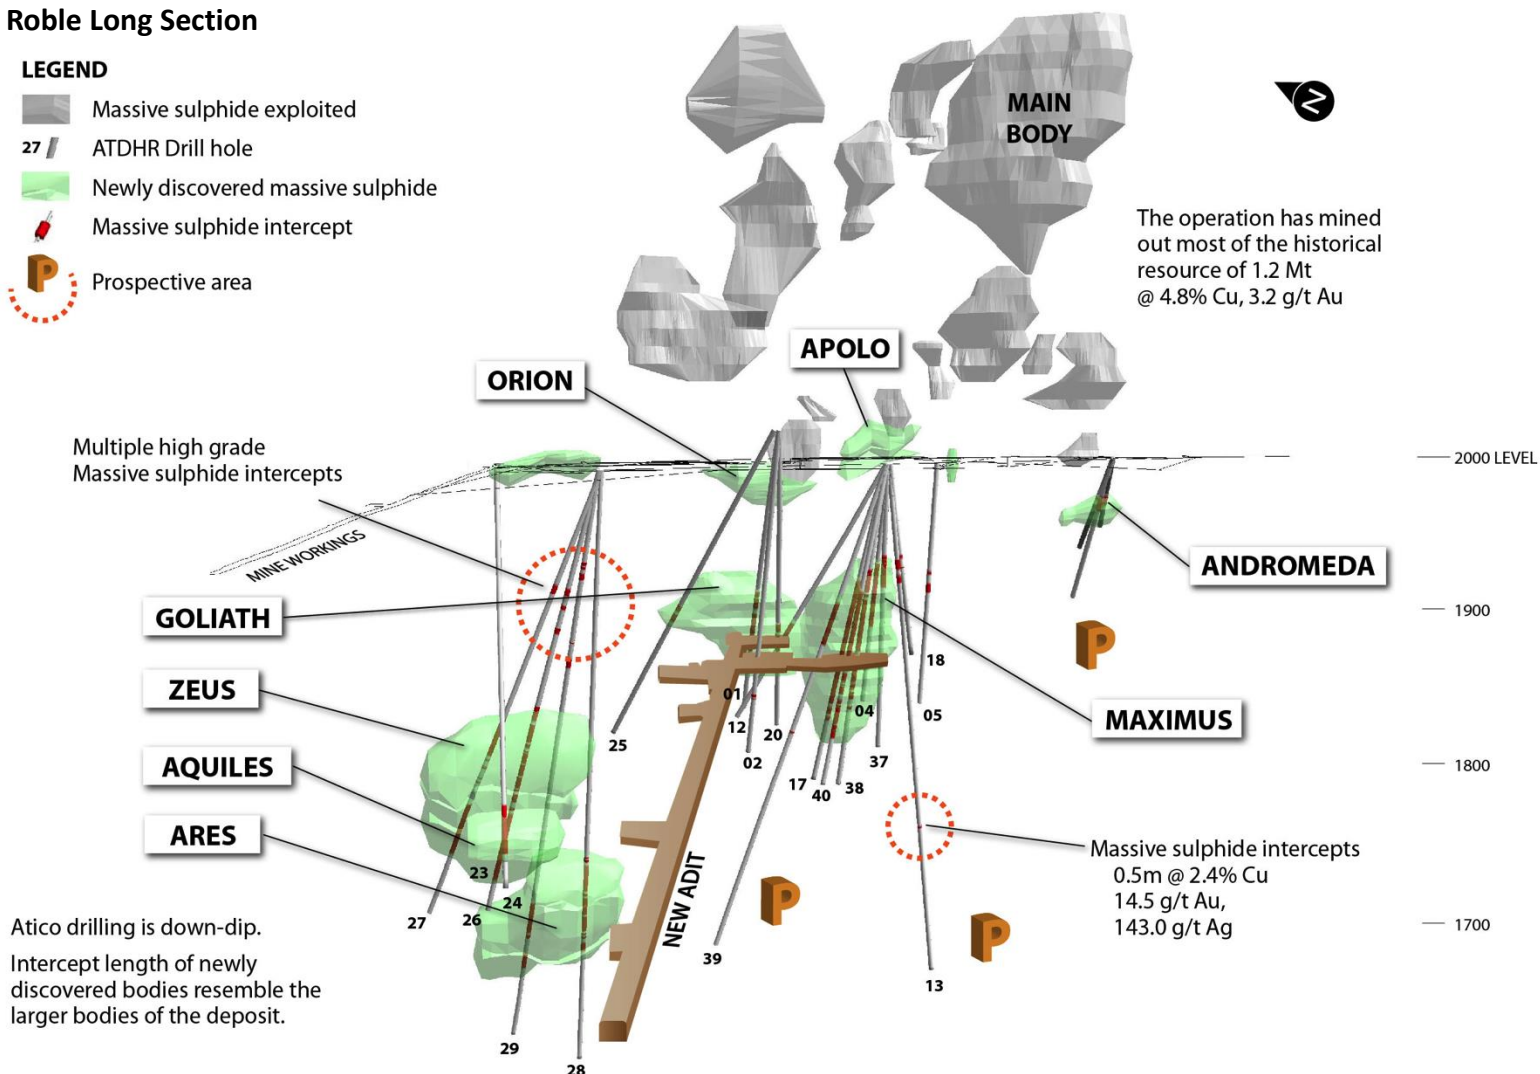 Roble Long Section
LEGEND
Massive sulphide exploited
27 ATDHR Drill hole
Newly discovered massive sulphide
Massive sulphide intercept
P Prospective area
MAIN
BODY
N
The operation has mined
out most of the historical
resource of 1.2 Mt
@ 4.8% Cu, 3.2 g/t Au
APOLO
ORION
Multiple high grade
Massive sulphide intercepts
2000 LEVEL
MINE WORKINGS
ANDROMEDA
1900
GOLIATH
P
18
ZEUS
01
04
05
MAXIMUS
12
20
25
02
37
AQUILES
1800
17
40
38
ARES
Massive sulphide intercepts
0.5m @ 2.4% Cu
14.5 g/t Au,
143.0 g/t Ag
23
24
27
26
NEW ADIT
P
P
1700
39
13
Atico drilling is down-dip.
Intercept length of newly
discovered bodies resemble the
larger bodies of the deposit.
29
28